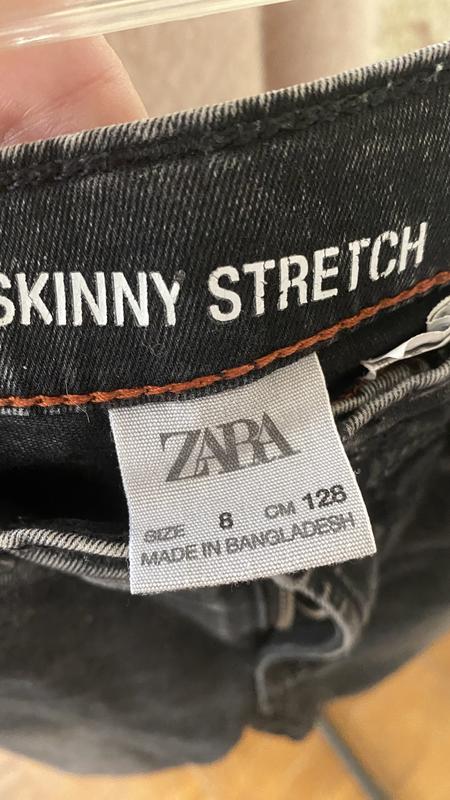 SKINNY STRETCH
ZARA
SIZE 8 CM 128
MADE IN BANGLADESH